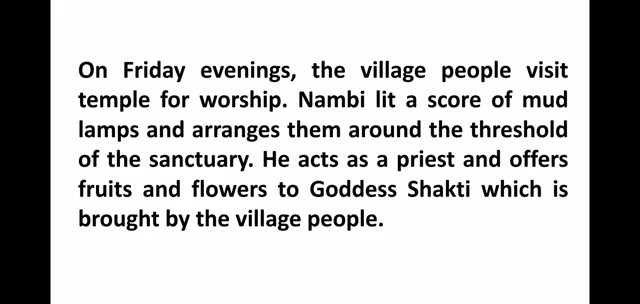 On Friday evenings, the village people visit
temple for worship. Nambi lit a score of mud
lamps and arranges them around the threshold
of the sanctuary. He acts as a priest and offers
fruits and flowers to Goddess Shakti which is
brought by the village people.